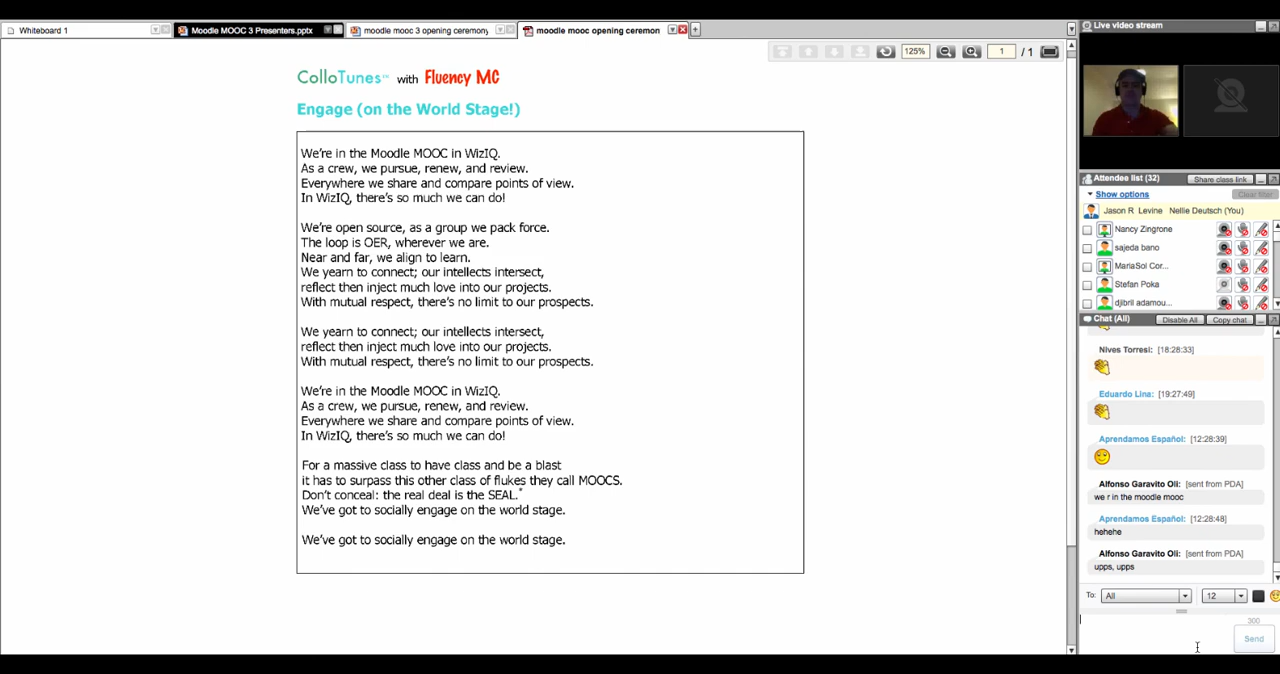 Whiteboard 1
Moodle MOOC 3 Presenters.pptx
moodle mooc 3 opening ceremony
moodle mooc opening ceremon
125%
1 / 1
ColloTunes™ with Fluency MC
Engage (on the World Stage!)
We're in the Moodle MOOC in WizIQ.
As a crew, we pursue, renew, and review.
Everywhere we share and compare points of view.
In WizIQ, there's so much we can do!
We're open source, as a group we pack force.
The loop is OER, wherever we are.
Near and far, we align to learn.
We yearn to connect; our intellects intersect,
reflect then inject much love into our projects.
With mutual respect, there's no limit to our prospects.
We yearn to connect; our intellects intersect,
reflect then inject much love into our projects.
With mutual respect, there's no limit to our prospects.
We're in the Moodle MOOC in WizIQ.
As a crew, we pursue, renew, and review.
Everywhere we share and compare points of view.
In WizIQ, there's so much we can do!
For a massive class to have class and be a blast
it has to surpass this other class of flukes they call MOOCS.
Don't conceal: the real deal is the SEAL.*
We've got to socially engage on the world stage.
We've got to socially engage on the world stage.
Live video stream
Attendee list (32) Share class link
Show options Clear filter
Jason R Levine Nellie Deutsch (You)
Nancy Zingrone
sajeda bano
MariaSol Cor...
Stefan Poka
djibril adamou...
Chat (All) Disable All Copy chat
Nives Torresi: [18:28:33]
Eduardo Lina: [19:27:49]
Aprendamos Español: [12:28:39]
Alfonso Garavito Oli: [sent from PDA]
we r in the moodle mooc
Aprendamos Español: [12:28:48]
hehehe
Alfonso Garavito Oli: [sent from PDA]
upps, upps
To: All 12
300
Send